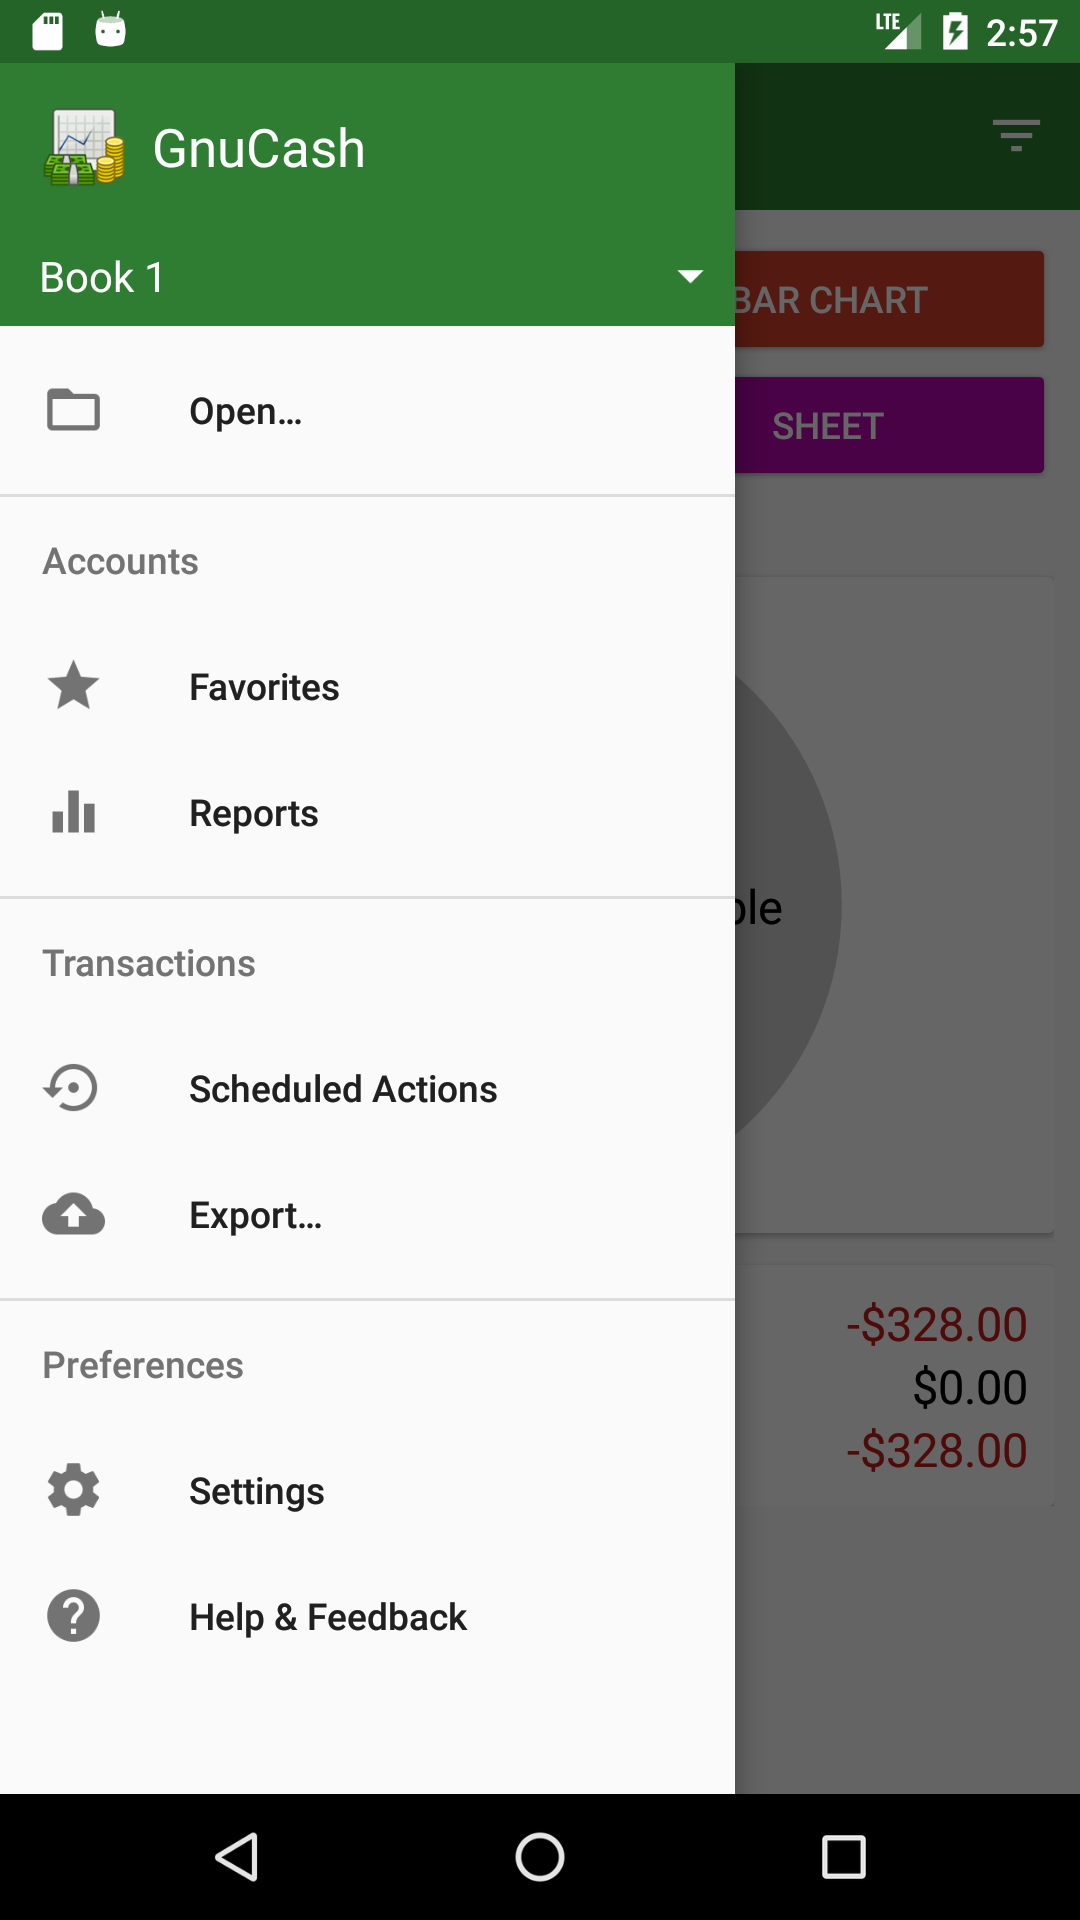 LTE 2:57
GnuCash
Book 1
BAR CHART
Open…
SHEET
Accounts
Favorites
Reports
ple
Transactions
Scheduled Actions
Export…
-$328.00
Preferences
$0.00
-$328.00
Settings
Help & Feedback